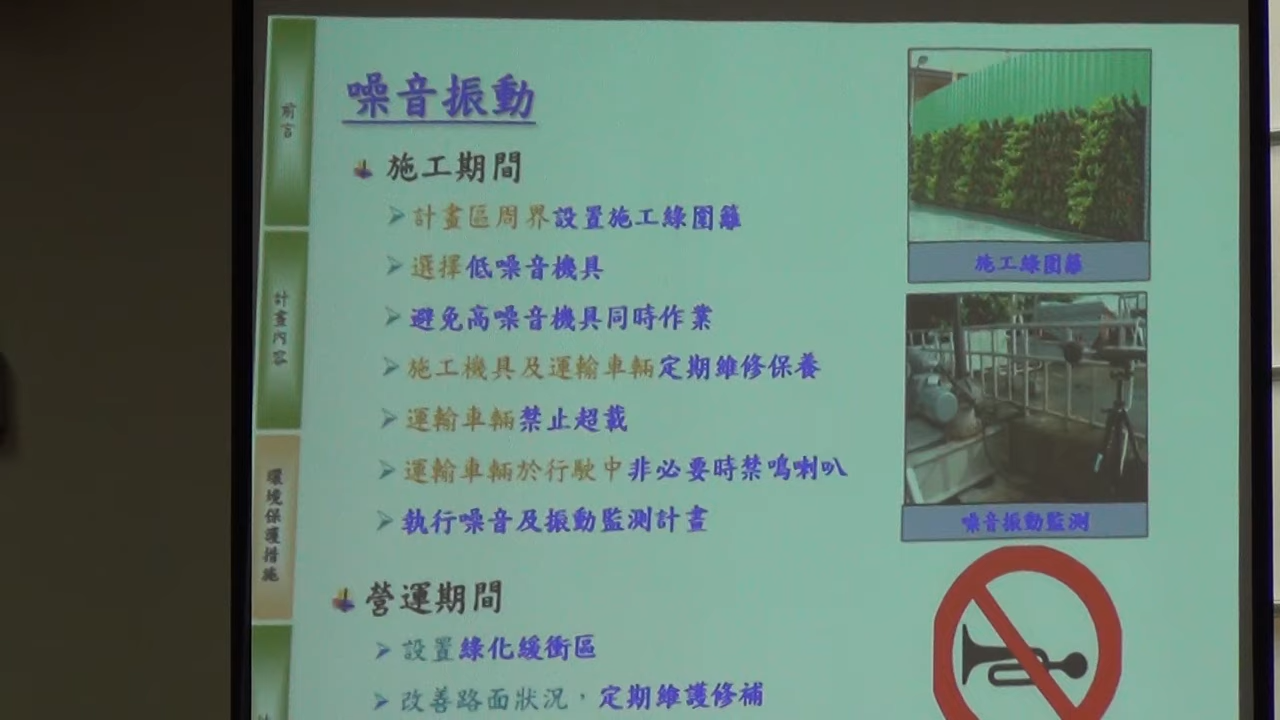 前言
計畫內容
環境保護措施
噪音振動
施工期間
計畫區周界設置施工綠圍籬
選擇低噪音機具
避免高噪音機具同時作業
施工機具及運輸車輛定期維修保養
運輸車輛禁止超載
運輸車輛於行駛中非必要時禁鳴喇叭
執行噪音及振動監測計畫
營運期間
設置綠化緩衝區
改善路面狀況，定期維護修補
施工綠圍籬
噪音振動監測